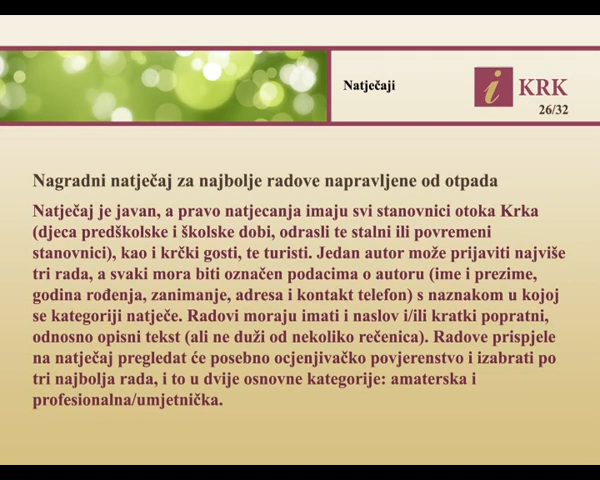 Natječaji
i KRK
26/32
Nagradni natječaj za najbolje radove napravljene od otpada
Natječaj je javan, a pravo natjecanja imaju svi stanovnici otoka Krka
(djeca predškolske i školske dobi, odrasli te stalni ili povremeni
stanovnici), kao i krčki gosti, te turisti. Jedan autor može prijaviti najviše
tri rada, a svaki mora biti označen podacima o autoru (ime i prezime,
godina rođenja, zanimanje, adresa i kontakt telefon) s naznakom u kojoj
se kategoriji natječe. Radovi moraju imati i naslov i/ili kratki popratni,
odnosno opisni tekst (ali ne duži od nekoliko rečenica). Radove prispjele
na natječaj pregledat će posebno ocjenjivačko povjerenstvo i izabrati po
tri najbolja rada, i to u dvije osnovne kategorije: amaterska i
profesionalna/umjetnička.